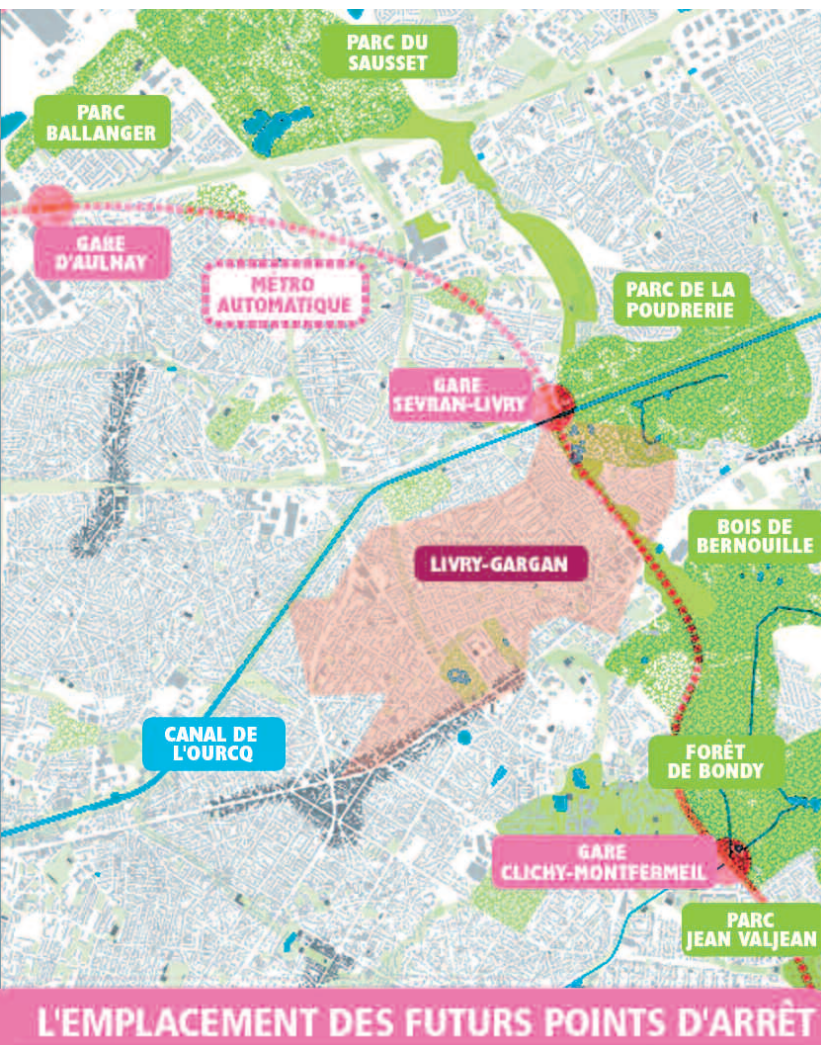 PARC DU
SAUSSET
PARC
BALLANGER
GARE
D'AULNAY
MÉTRO
AUTOMATIQUE
PARC DE LA
POUDRERIE
GARE
SEVRAN-LIVRY
BOIS DE
BERNOUILLE
LIVRY-GARGAN
CANAL DE
L'OURCQ
FORÊT
DE BONDY
GARE
CLICHY-MONTFERMEIL
PARC
JEAN VALJEAN
L'EMPLACEMENT DES FUTURS POINTS D'ARRÊT